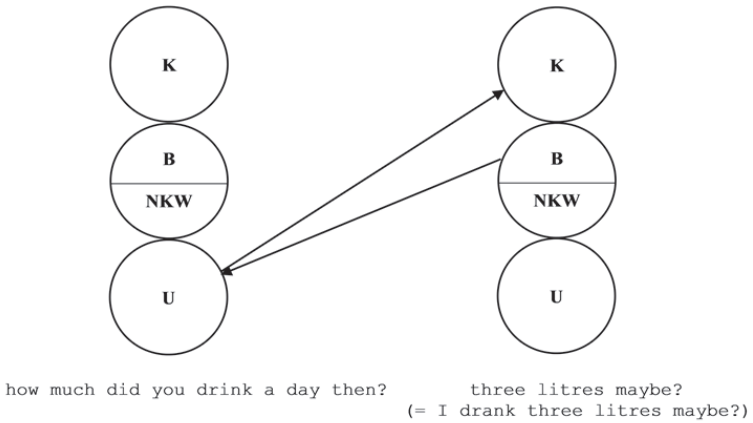 K K
B B
NKW NKW
U U
how much did you drink a day then? three litres maybe?
(= I drank three litres maybe?)